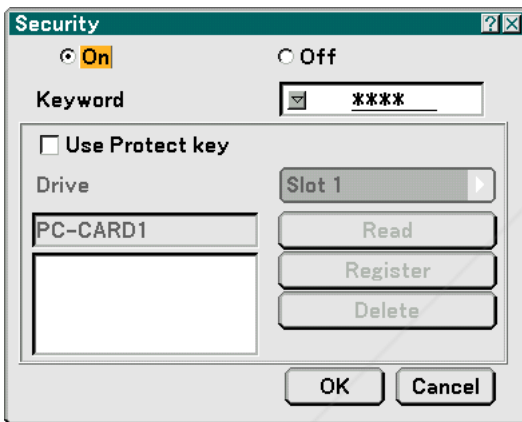 Security
On Off
Keyword ****
Use Protect key
Drive Slot 1
PC-CARD1 Read
Register
Delete
OK Cancel